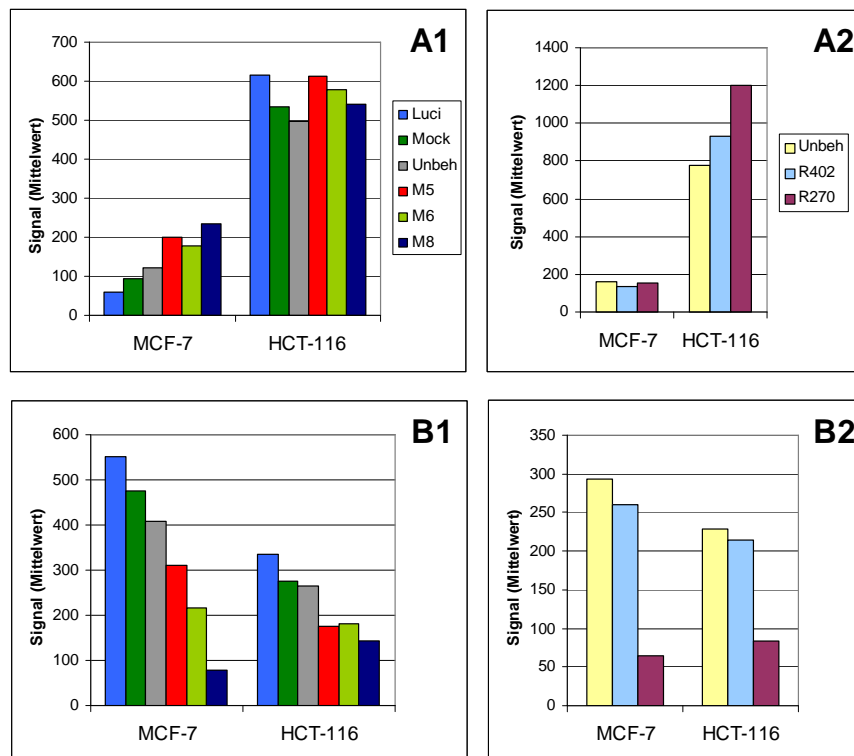 A1
700
600
500
400
300
200
100
0
Signal (Mittelwert)
MCF-7 HCT-116
Luci
Mock
Unbeh
M5
M6
M8
A2
1400
1200
1000
800
600
400
200
0
Signal (Mittelwert)
MCF-7 HCT-116
Unbeh
R402
R270
B1
600
500
400
300
200
100
0
Signal (Mittelwert)
MCF-7 HCT-116
B2
350
300
250
200
150
100
50
0
Signal (Mittelwert)
MCF-7 HCT-116